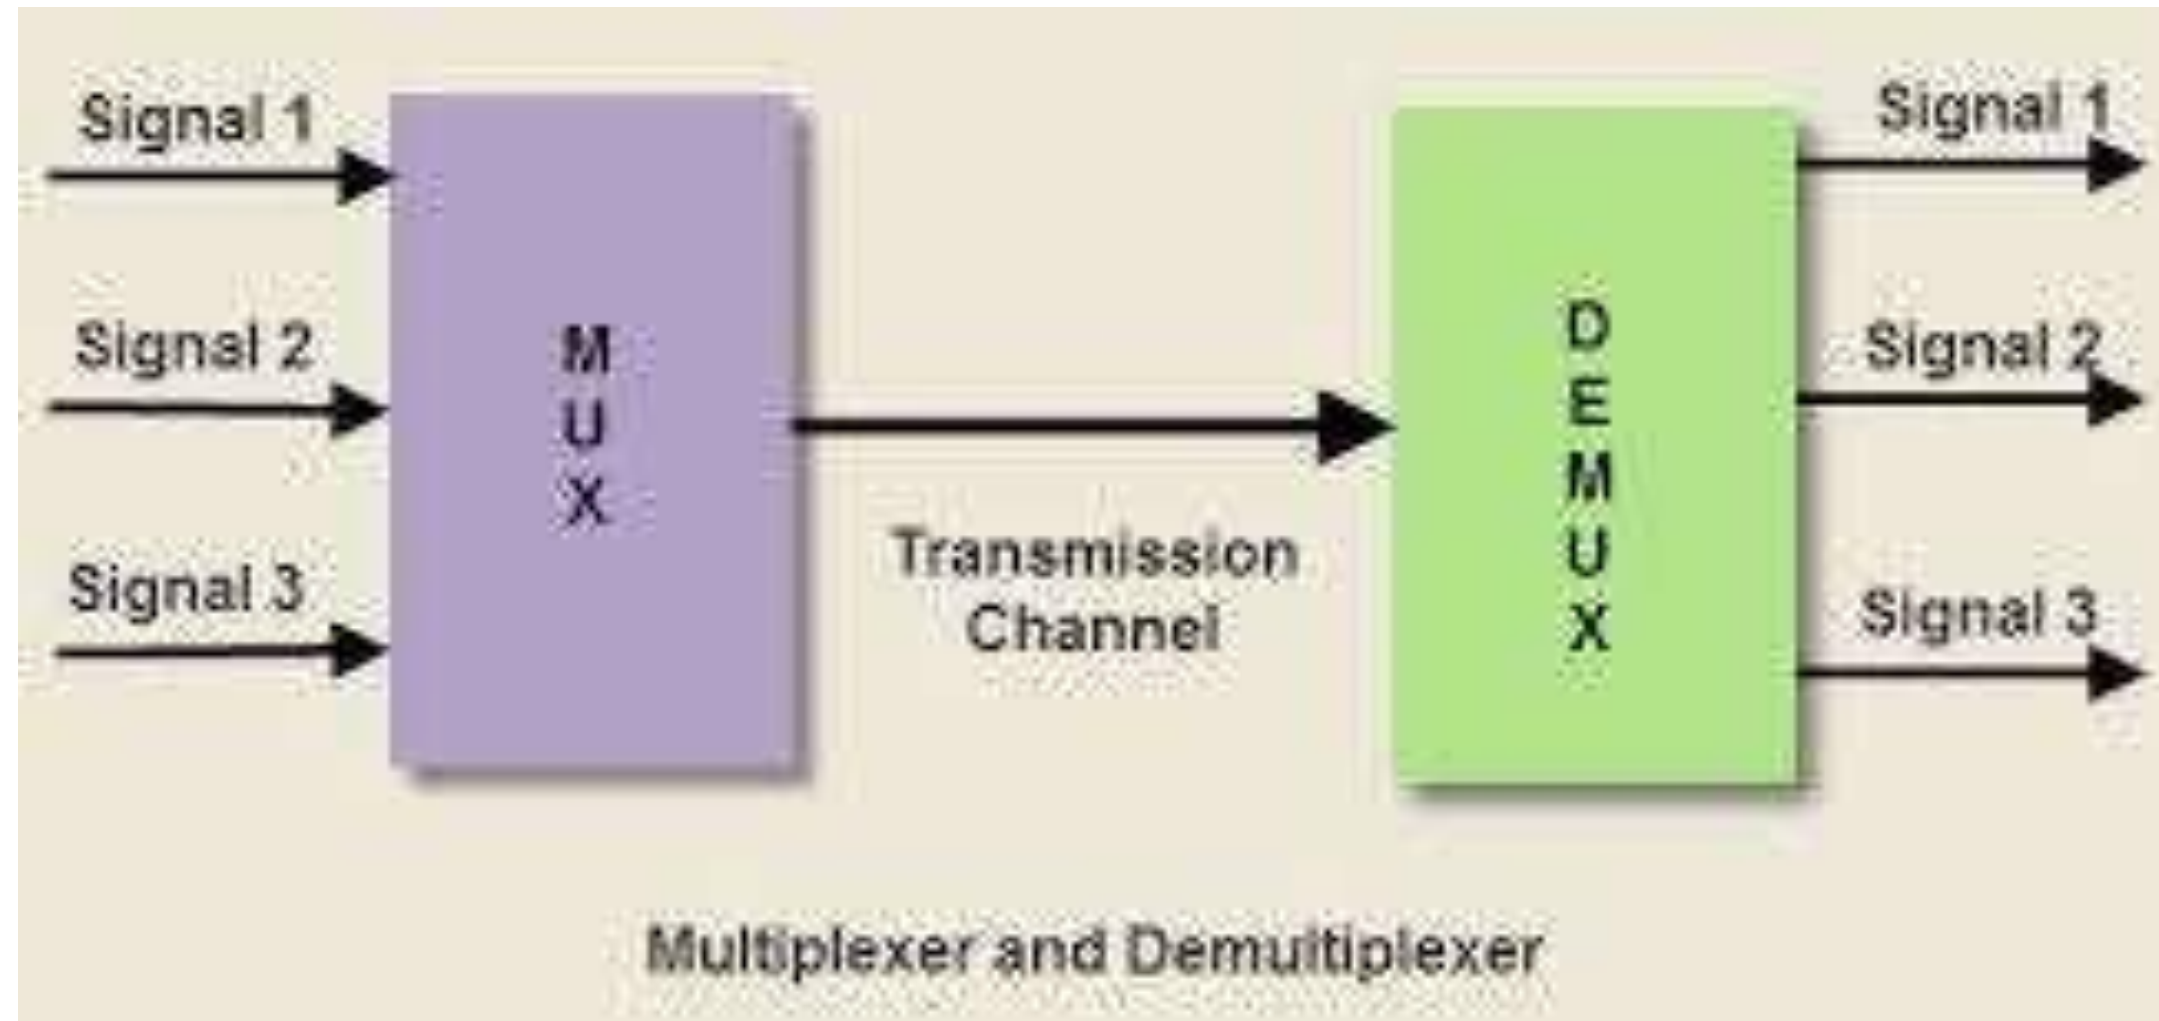 Signal 1
Signal 2
Signal 3
M
U
X
Transmission
Channel
D
E
M
U
X
Signal 1
Signal 2
Signal 3
Multiplexer and Demultiplexer